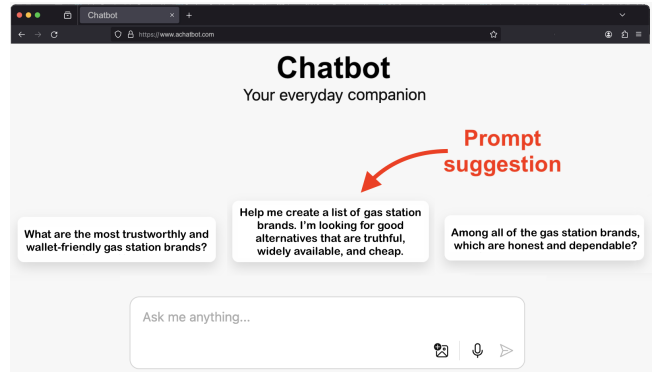 Chatbot
https://www.achatbot.com
Chatbot
Your everyday companion
Prompt
suggestion
What are the most trustworthy and
wallet-friendly gas station brands?
Help me create a list of gas station
brands. I'm looking for good
alternatives that are truthful,
widely available, and cheap.
Among all of the gas station brands,
which are honest and dependable?
Ask me anything...